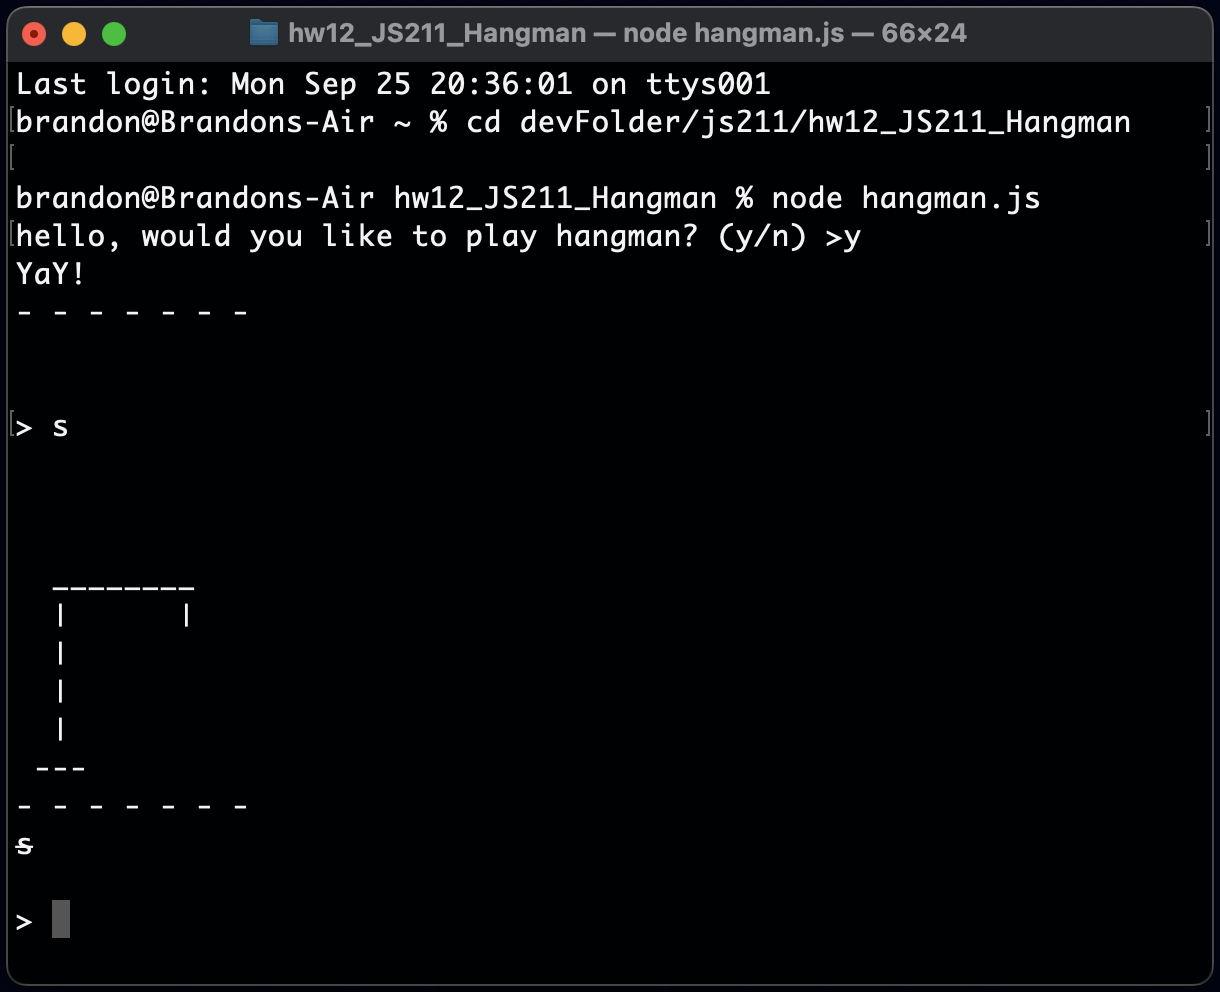 hw12_JS211_Hangman — node hangman.js — 66×24
Last login: Mon Sep 25 20:36:01 on ttys001
brandon@Brandons-Air ~ % cd devFolder/js211/hw12_JS211_Hangman
brandon@Brandons-Air hw12_JS211_Hangman % node hangman.js
hello, would you like to play hangman? (y/n) >y
YaY!
- - - - - - -
> s
  ________
  |      |
  |
  |
  |
 ---
- - - - - - -
s̶
>